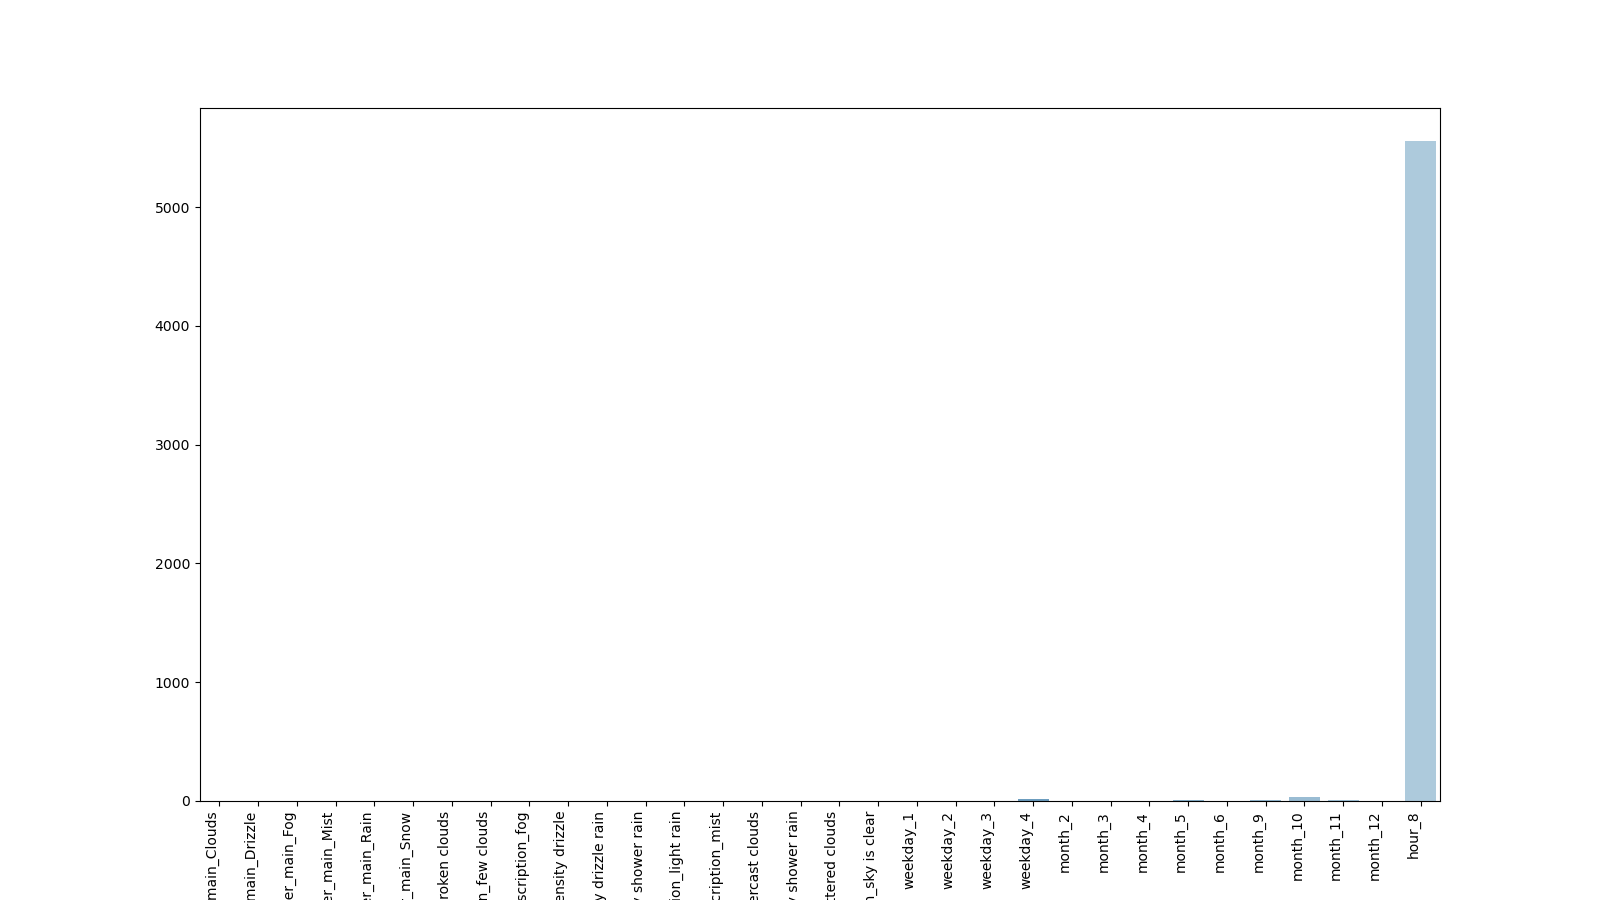 5000
4000
3000
2000
1000
0
main_Clouds
main_Drizzle
er_main_Fog
er_main_Mist
er_main_Rain
_main_Snow
roken clouds
n_few clouds
scription_fog
ensity drizzle
y drizzle rain
shower rain
ion_light rain
cription_mist
ercast clouds
shower rain
ttered clouds
_sky is clear
weekday_1
weekday_2
weekday_3
weekday_4
month_2
month_3
month_4
month_5
month_6
month_9
month_10
month_11
month_12
hour_8